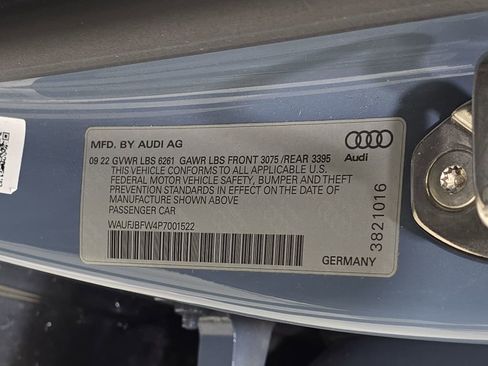 MFD. BY AUDI AG
Audi
09 22 GVWR LBS 6261 GAWR LBS FRONT 3075 /REAR 3395
THIS VEHICLE CONFORMS TO ALL APPLICABLE U.S.
FEDERAL MOTOR VEHICLE SAFETY, BUMPER AND THEFT
PREVENTION STANDARDS IN EFFECT ON THE DATE OF
MANUFACTURE SHOWN ABOVE
PASSENGER CAR
WAUFJBFW4P7001522
3821016
GERMANY